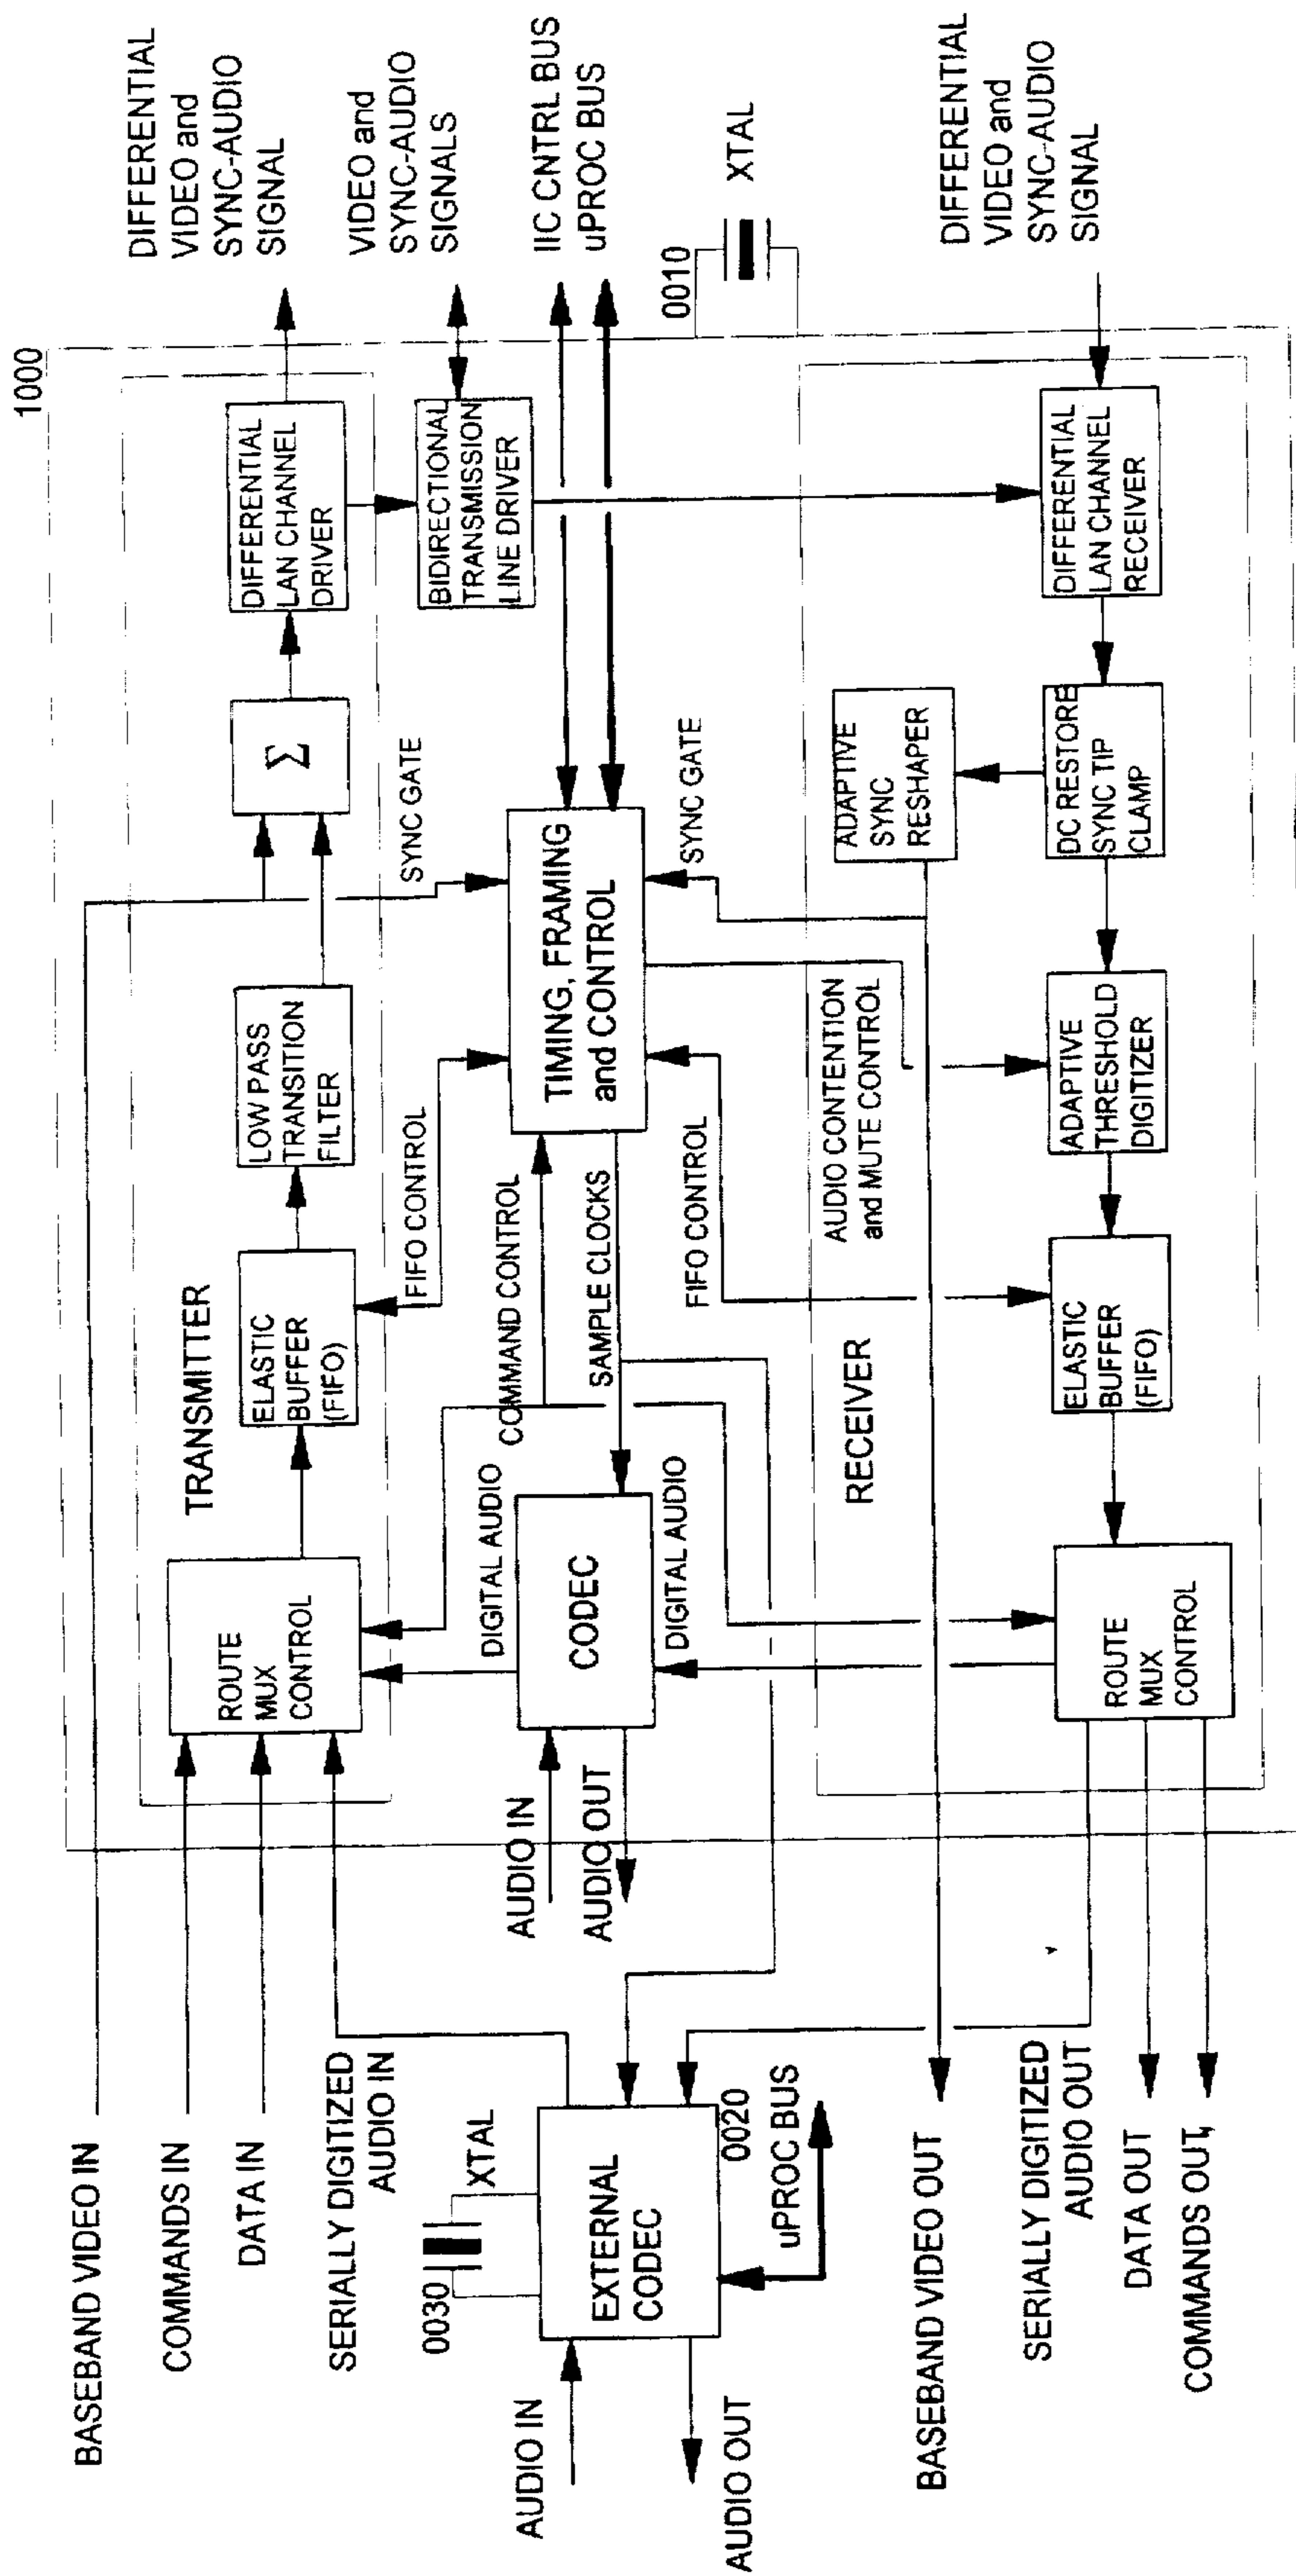 1000
BASEBAND VIDEO IN
COMMANDS IN
DATA IN
SERIALLY DIGITIZED
AUDIO IN
TRANSMITTER
ROUTE
MUX
CONTROL
ELASTIC
BUFFER
(FIFO)
LOW PASS
TRANSITION
FILTER
Σ
DIFFERENTIAL
LAN CHANNEL
DRIVER
DIFFERENTIAL
VIDEO and
SYNC-AUDIO
SIGNAL
BIDIRECTIONAL
TRANSMISSION
LINE DRIVER
VIDEO and
SYNC-AUDIO
SIGNALS
FIFO CONTROL
SYNC GATE
0030
XTAL
EXTERNAL
CODEC
0020
AUDIO IN
AUDIO OUT
uPROC BUS
AUDIO IN
AUDIO OUT
DIGITAL AUDIO
CODEC
DIGITAL AUDIO
COMMAND CONTROL
SAMPLE CLOCKS
TIMING, FRAMING
and CONTROL
IIC CNTRL BUS
uPROC BUS
0010
XTAL
FIFO CONTROL
SYNC GATE
AUDIO CONTENTION
and MUTE CONTROL
RECEIVER
ADAPTIVE
SYNC
RESHAPER
BASEBAND VIDEO OUT
SERIALLY DIGITIZED
AUDIO OUT
DATA OUT
COMMANDS OUT,
ROUTE
MUX
CONTROL
ELASTIC
BUFFER
(FIFO)
ADAPTIVE
THRESHOLD
DIGITIZER
DC RESTORE
SYNC TIP
CLAMP
DIFFERENTIAL
LAN CHANNEL
RECEIVER
DIFFERENTIAL
VIDEO and
SYNC-AUDIO
SIGNAL